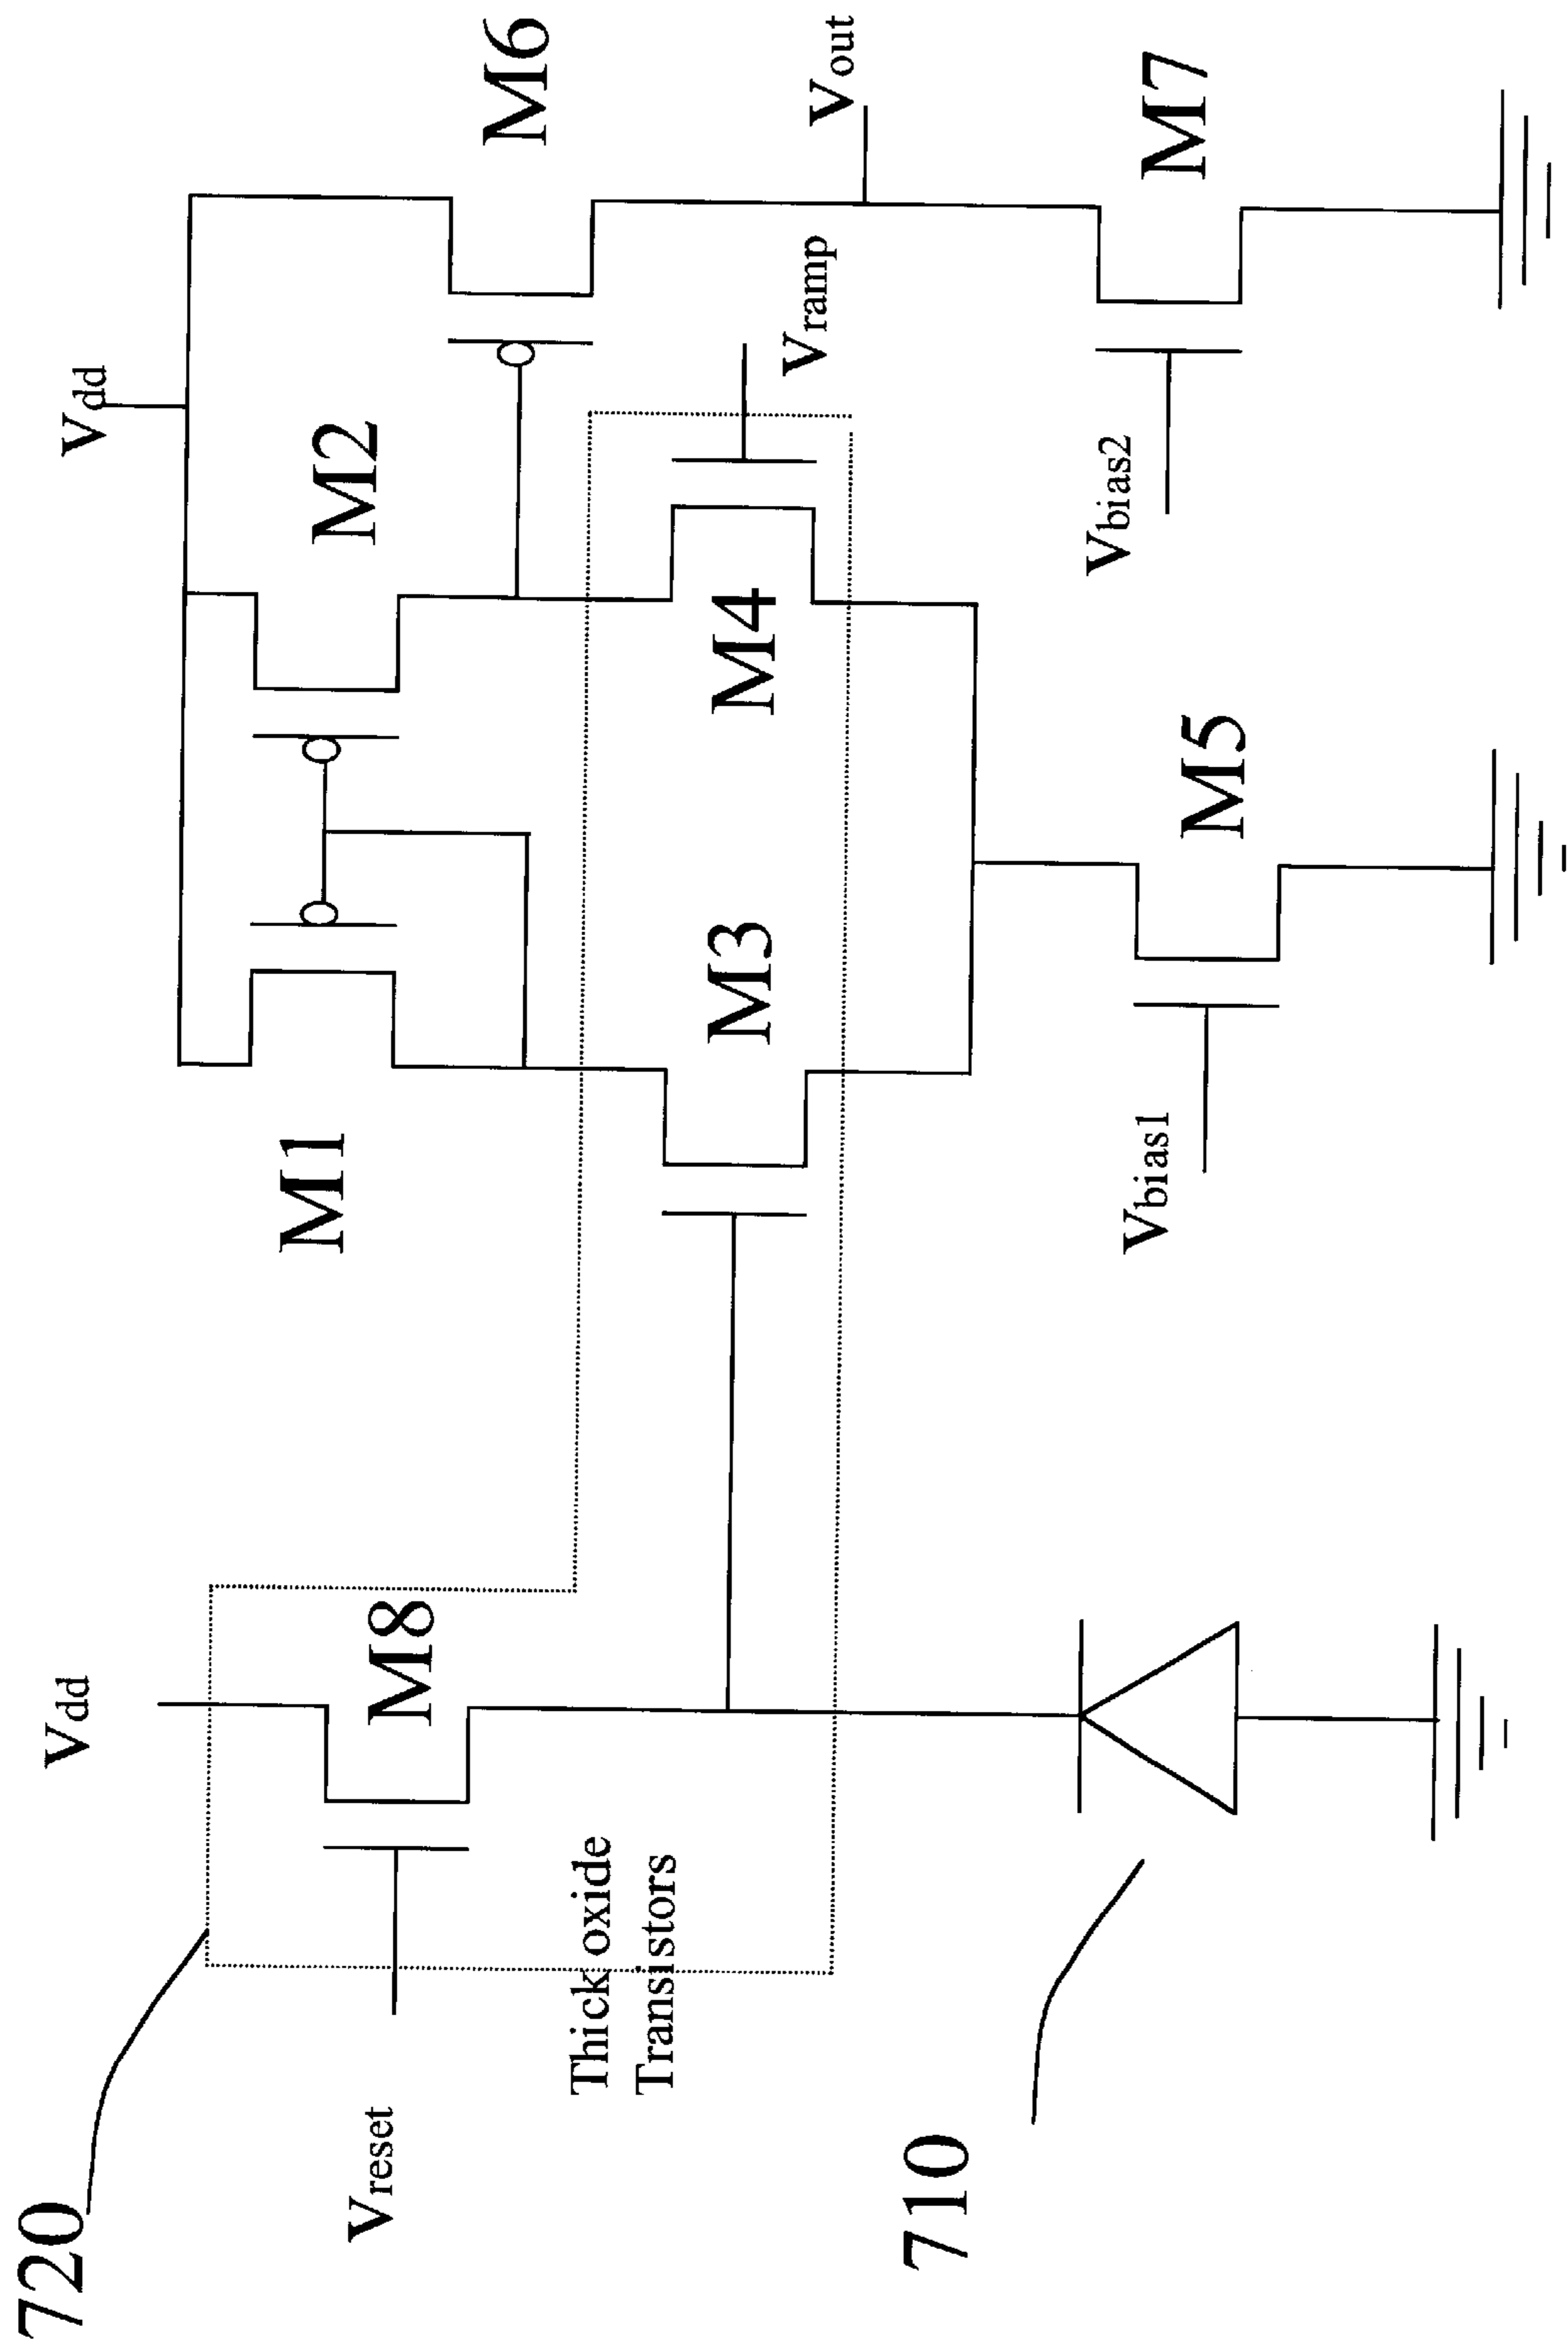 720
Vdd
Vdd
M8
Vreset
Thick oxide
Transistors
710
M1
M2
M6
M3
M4
Vramp
Vout
Vbias1
M5
Vbias2
M7